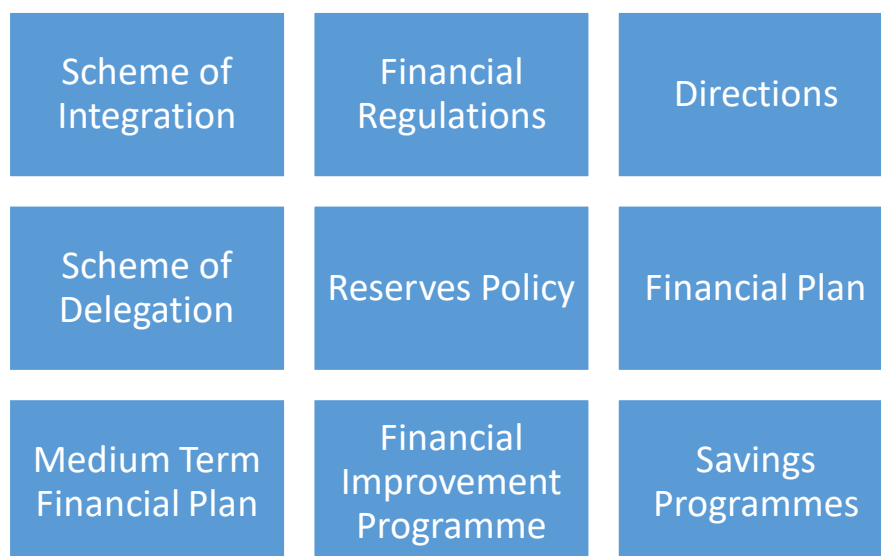 Scheme of
Integration
Financial
Regulations
Directions
Scheme of
Delegation
Reserves Policy
Financial Plan
Medium Term
Financial Plan
Financial
Improvement
Programme
Savings
Programmes